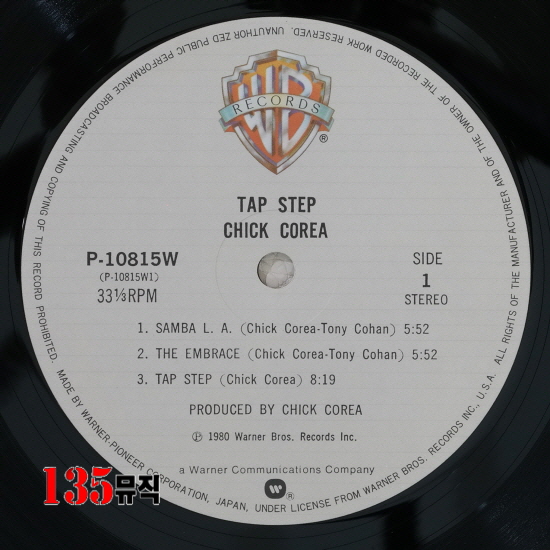 ALL RIGHTS OF THE MANUFACTURER AND OF THE OWNER OF THE RECORDED WORK RESERVED. UNAUTHORIZED PUBLIC PERFORMANCE BROADCASTING AND COPYING OF THIS RECORD PROHIBITED. MADE BY WARNER-PIONEER CORPORATION, JAPAN, UNDER LICENSE FROM WARNER BROS. RECORDS INC., U.S.A.
WB
RECORDS
®
TAP STEP
CHICK COREA
P-10815W
(P-10815W1)
33⅓RPM
SIDE
1
STEREO
1. SAMBA L. A. (Chick Corea-Tony Cohan) 5:52
2. THE EMBRACE (Chick Corea-Tony Cohan) 5:52
3. TAP STEP (Chick Corea) 8:19
PRODUCED BY CHICK COREA
℗ 1980 Warner Bros. Records Inc.
a Warner Communications Company
®
135뮤직